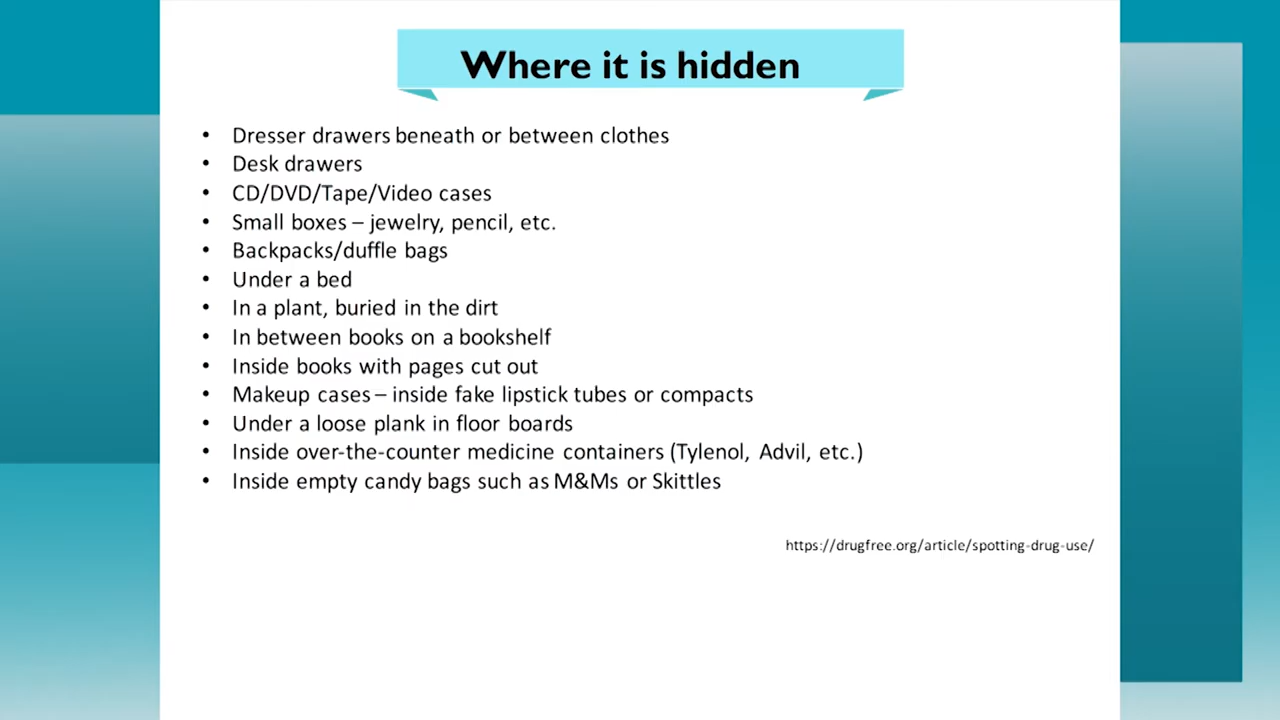 Where it is hidden
• Dresser drawers beneath or between clothes
• Desk drawers
• CD/DVD/Tape/Video cases
• Small boxes – jewelry, pencil, etc.
• Backpacks/duffle bags
• Under a bed
• In a plant, buried in the dirt
• In between books on a bookshelf
• Inside books with pages cut out
• Makeup cases – inside fake lipstick tubes or compacts
• Under a loose plank in floor boards
• Inside over-the-counter medicine containers (Tylenol, Advil, etc.)
• Inside empty candy bags such as M&Ms or Skittles
https://drugfree.org/article/spotting-drug-use/